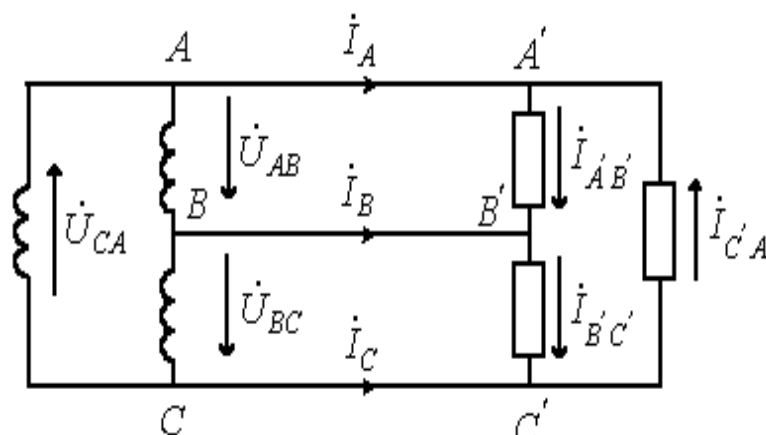 A İ_A A'
U̇_AB İ_A'B'
B İ_B B'
U̇_CA İ_C'A
U̇_BC İ_B'C'
İ_C
C C'